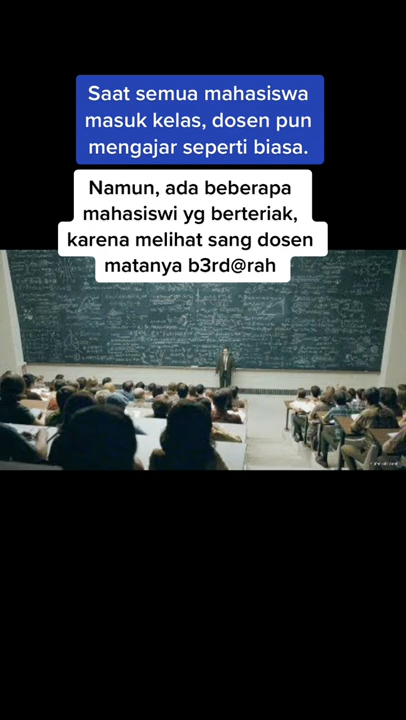 Saat semua mahasiswa
masuk kelas, dosen pun
mengajar seperti biasa.
Namun, ada beberapa
mahasiswi yg berteriak,
karena melihat sang dosen
matanya b3rd@rah